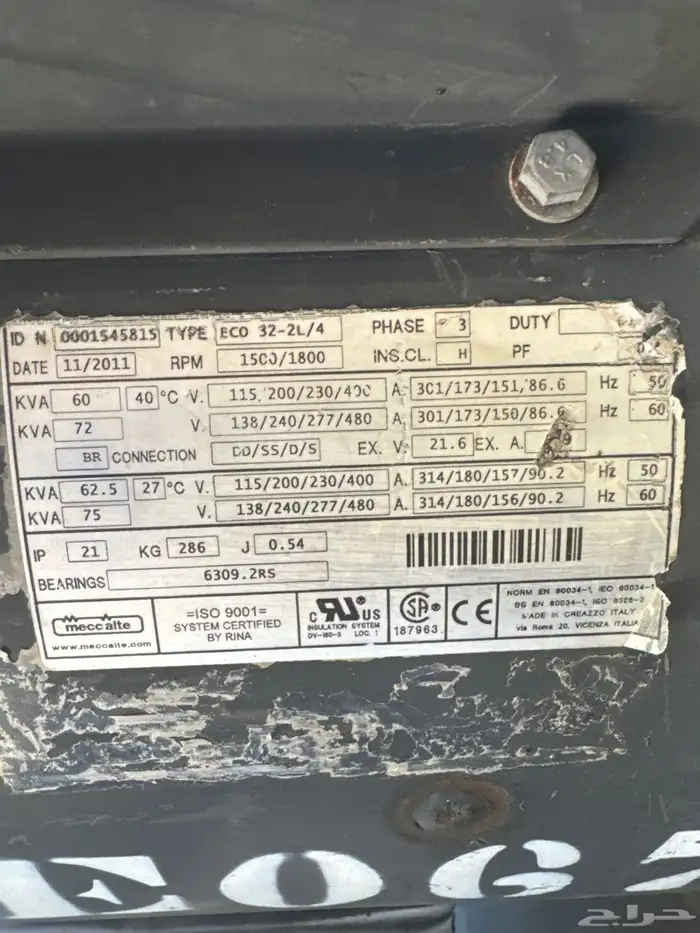 ID N 0001545815 TYPE ECO 32-2L/4 PHASE 3 DUTY
DATE 11/2011 RPM 1500/1800 INS.CL. H PF
KVA 60 40 °C V. 115/200/230/400 A. 301/173/151/86.6 Hz 50
KVA 72 V. 138/240/277/480 A. 301/173/150/86.6 Hz 60
BR CONNECTION DD/SS/D/S EX. V. 21.6 EX. A.
KVA 62.5 27 °C V. 115/200/230/400 A. 314/180/157/90.2 Hz 50
KVA 75 V. 138/240/277/480 A. 314/180/156/90.2 Hz 60
IP 21 KG 286 J 0.54
BEARINGS 6309.2RS
meccalte
www.meccalte.com
=ISO 9001=
SYSTEM CERTIFIED
BY RINA
C US
INSULATION SYSTEM
LOC. 1
SA
187963
CE
NORM EN 60034-1, IEC 60034-1
BS EN 60034-1, ISO 8528-3
MADE IN CREAZZO ITALY
via Roma 20, VICENZA ITALIA
حراج